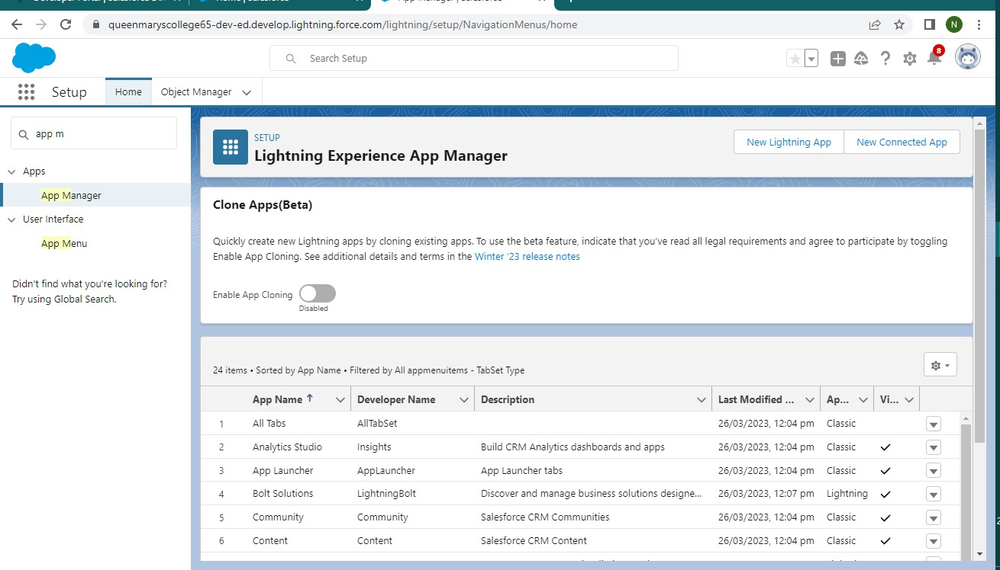 queenmaryscollege65-dev-ed.develop.lightning.force.com/lightning/setup/NavigationMenus/home
N
Search Setup
8
Setup
Home
Object Manager
app m
Apps
App Manager
User Interface
App Menu
Didn't find what you're looking for?
Try using Global Search.
SETUP
Lightning Experience App Manager
New Lightning App
New Connected App
Clone Apps(Beta)
Quickly create new Lightning apps by cloning existing apps. To use the beta feature, indicate that you've read all legal requirements and agree to participate by toggling
Enable App Cloning. See additional details and terms in the Winter '23 release notes
Enable App Cloning
Disabled
24 items • Sorted by App Name • Filtered by All appmenuitems - TabSet Type
App Name Developer Name Description Last Modified ... Ap... Vi...
1 All Tabs AllTabSet 26/03/2023, 12:04 pm Classic
2 Analytics Studio Insights Build CRM Analytics dashboards and apps 26/03/2023, 12:04 pm Classic
3 App Launcher AppLauncher App Launcher tabs 26/03/2023, 12:04 pm Classic
4 Bolt Solutions LightningBolt Discover and manage business solutions designe... 26/03/2023, 12:07 pm Lightning
5 Community Community Salesforce CRM Communities 26/03/2023, 12:04 pm Classic
6 Content Content Salesforce CRM Content 26/03/2023, 12:04 pm Classic